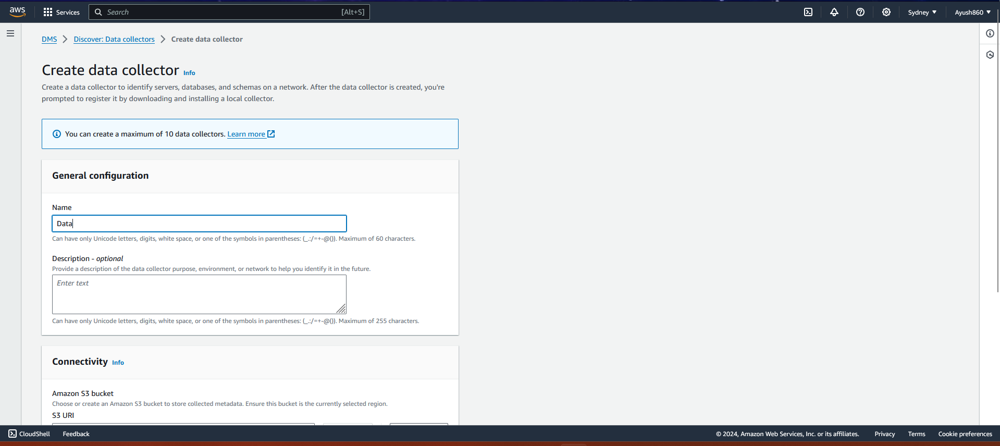 aws Services Search [Alt+S] Sydney Ayush860
DMS Discover: Data collectors Create data collector
Create data collector Info
Create a data collector to identify servers, databases, and schemas on a network. After the data collector is created, you're
prompted to register it by downloading and installing a local collector.
You can create a maximum of 10 data collectors. Learn more
General configuration
Name
Data
Can have only Unicode letters, digits, white space, or one of the symbols in parentheses: (_.:/=+-@()). Maximum of 60 characters.
Description - optional
Provide a description of the data collector purpose, environment, or network to help you identify it in the future.
Enter text
Can have only Unicode letters, digits, white space, or one of the symbols in parentheses: (_.:/=+-@()). Maximum of 255 characters.
Connectivity Info
Amazon S3 bucket
Choose or create an Amazon S3 bucket to store collected metadata. Ensure this bucket is the currently selected region.
S3 URI
CloudShell Feedback © 2024, Amazon Web Services, Inc. or its affiliates. Privacy Terms Cookie preferences